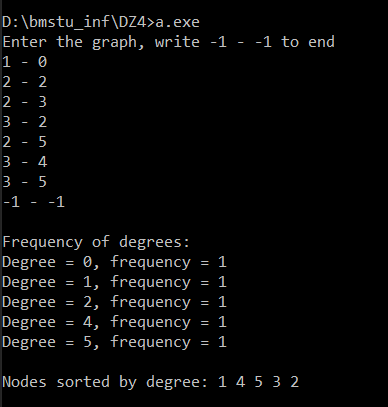 D:\bmstu_inf\DZ4>a.exe
Enter the graph, write -1 - -1 to end
1 - 0
2 - 2
2 - 3
3 - 2
2 - 5
3 - 4
3 - 5
-1 - -1
Frequency of degrees:
Degree = 0, frequency = 1
Degree = 1, frequency = 1
Degree = 2, frequency = 1
Degree = 4, frequency = 1
Degree = 5, frequency = 1
Nodes sorted by degree: 1 4 5 3 2